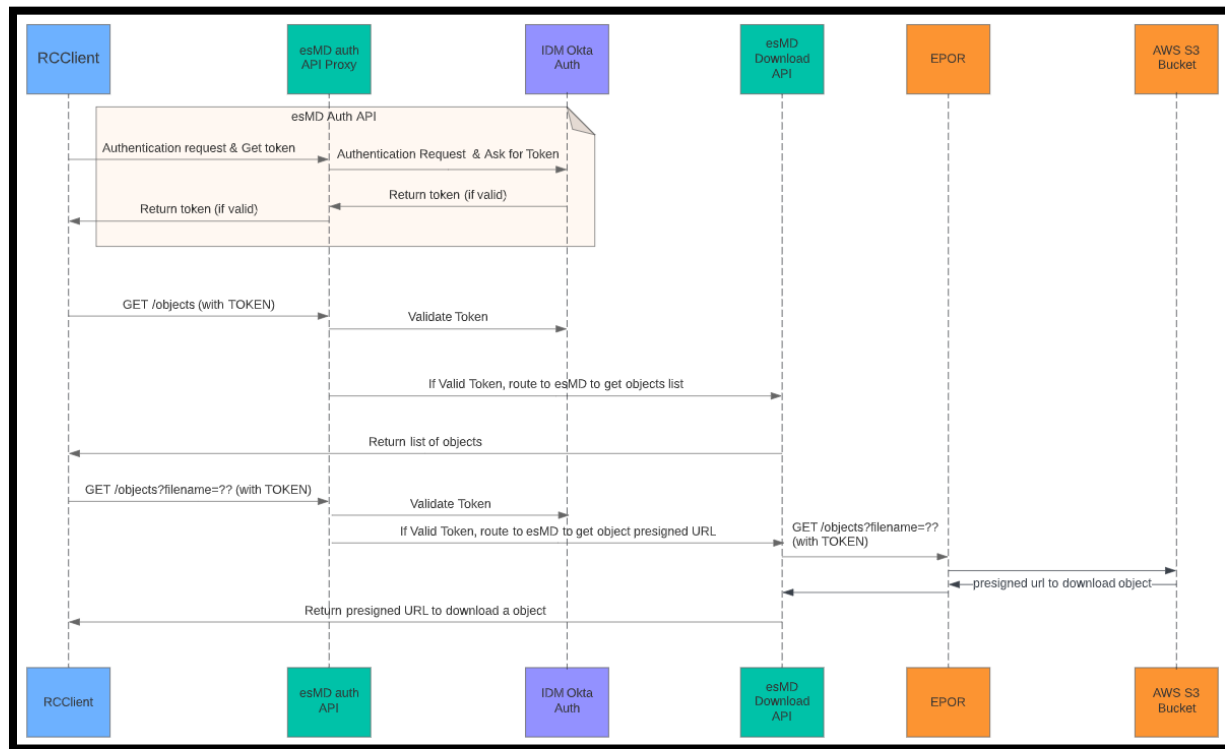 RCClient
esMD auth
API Proxy
IDM Okta
Auth
esMD
Download
API
EPOR
AWS S3
Bucket
esMD Auth API
Authentication request & Get token
Authentication Request & Ask for Token
Return token (if valid)
Return token (if valid)
GET /objects (with TOKEN)
Validate Token
If Valid Token, route to esMD to get objects list
Return list of objects
GET /objects?filename=?? (with TOKEN)
Validate Token
If Valid Token, route to esMD to get object presigned URL
GET /objects?filename=??
(with TOKEN)
presigned url to download object
Return presigned URL to download a object
RCClient
esMD auth
API
IDM Okta
Auth
esMD
Download
API
EPOR
AWS S3
Bucket